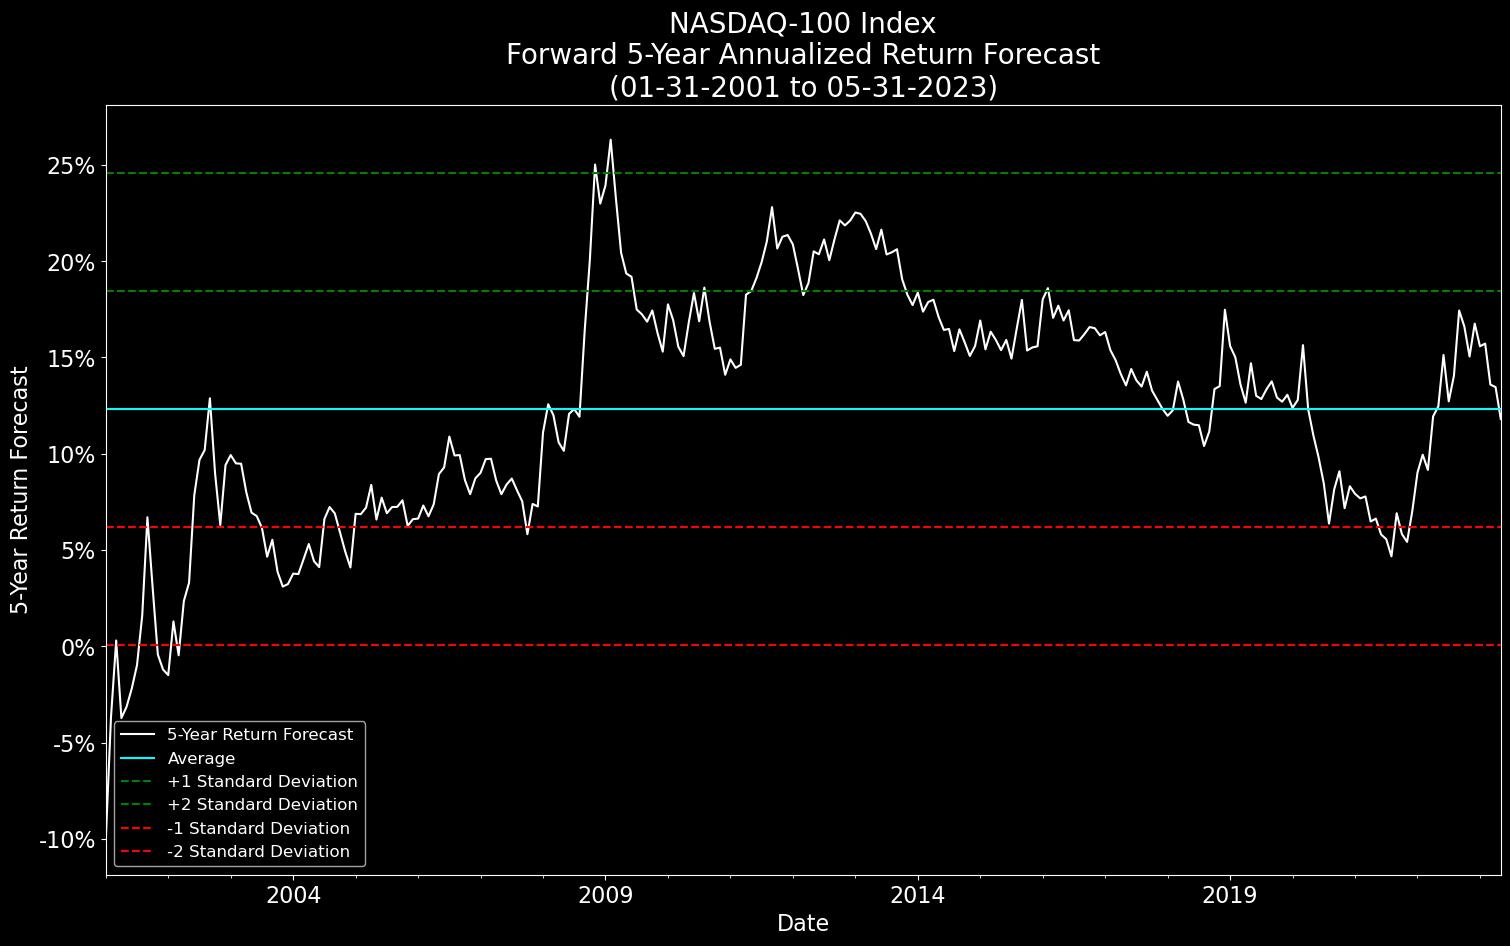 NASDAQ-100 Index
Forward 5-Year Annualized Return Forecast
(01-31-2001 to 05-31-2023)
5-Year Return Forecast
25%
20%
15%
10%
5%
0%
-5%
-10%
5-Year Return Forecast
Average
+1 Standard Deviation
+2 Standard Deviation
-1 Standard Deviation
-2 Standard Deviation
2004
2009
2014
2019
Date